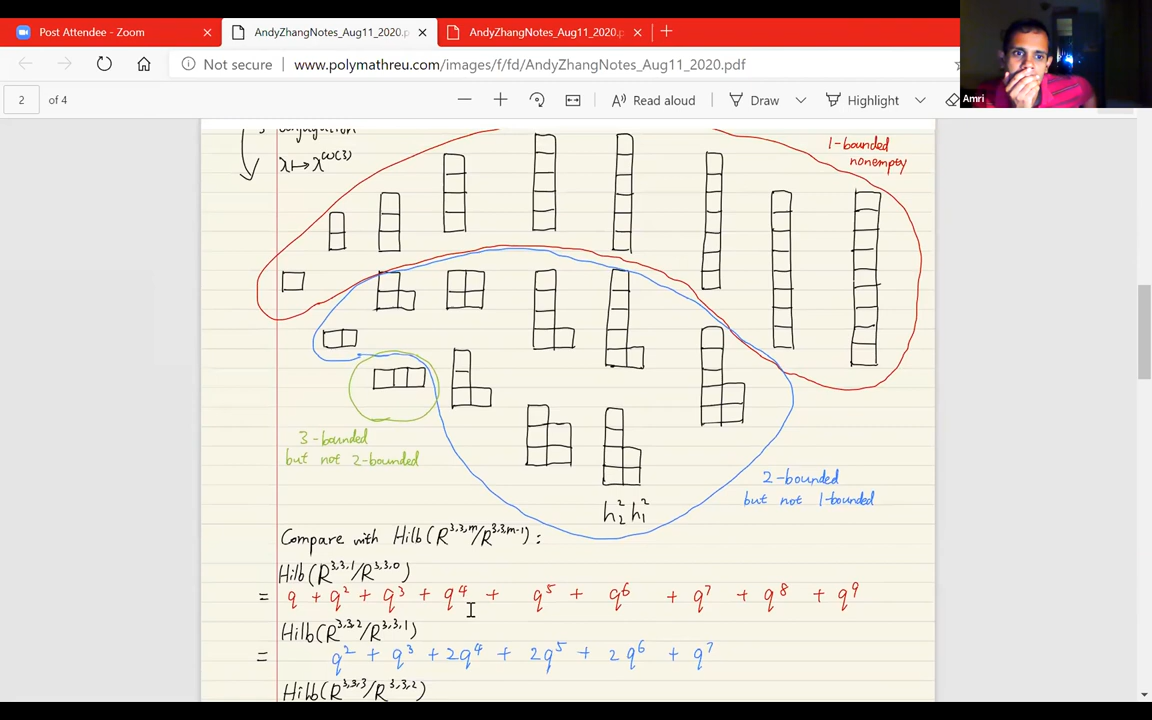 Post Attendee - Zoom
AndyZhangNotes_Aug11_2020.p
AndyZhangNotes_Aug11_2020.p
Not secure
www.polymathreu.com/images/f/fd/AndyZhangNotes_Aug11_2020.pdf
Amri
2 of 4
Read aloud
Draw
Highlight
conjugation
λ ↦ λ^ω(3)
1-bounded
nonempty
3-bounded
but not 2-bounded
2-bounded
but not 1-bounded
h₂² h₁²
Compare with Hilb(R^3,3,m/R^3,3,m-1):
Hilb(R^3,3,1/R^3,3,0)
= q + q² + q³ + q⁴ + q⁵ + q⁶ + q⁷ + q⁸ + q⁹
Hilb(R^3,3,2/R^3,3,1)
= q² + q³ + 2q⁴ + 2q⁵ + 2q⁶ + q⁷
Hilb(R^3,3,3/R^3,3,2)